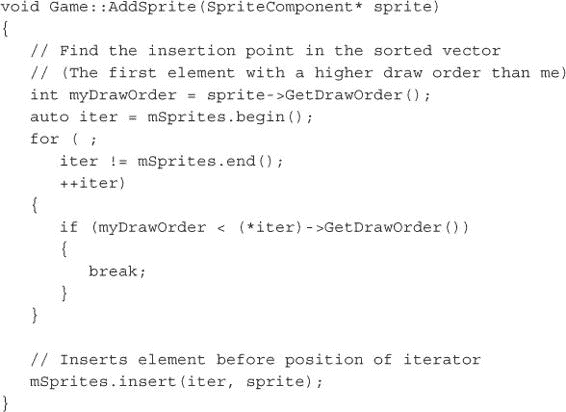 void Game::AddSprite(SpriteComponent* sprite)
{
   // Find the insertion point in the sorted vector
   // (The first element with a higher draw order than me)
   int myDrawOrder = sprite->GetDrawOrder();
   auto iter = mSprites.begin();
   for ( ;
      iter != mSprites.end();
      ++iter)
   {
      if (myDrawOrder < (*iter)->GetDrawOrder())
      {
         break;
      }
   }

   // Inserts element before position of iterator
   mSprites.insert(iter, sprite);
}